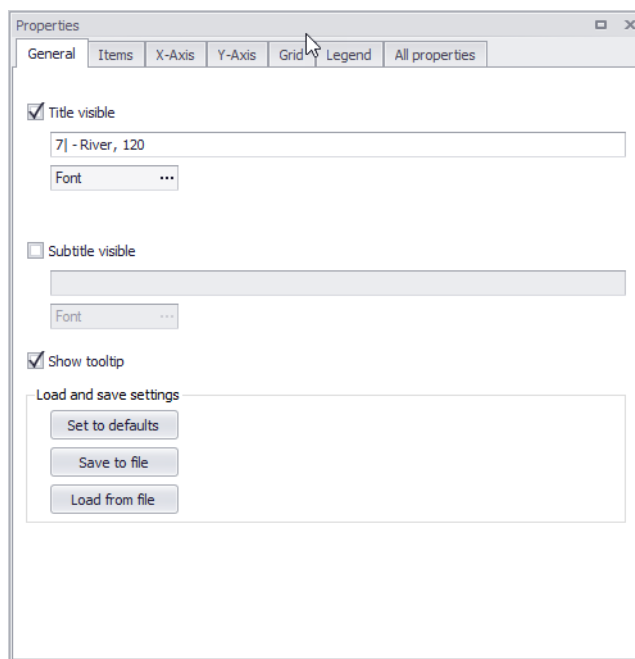 Properties
General Items X-Axis Y-Axis Grid Legend All properties
Title visible
7| - River, 120
Font ...
Subtitle visible
Font ...
Show tooltip
Load and save settings
Set to defaults
Save to file
Load from file